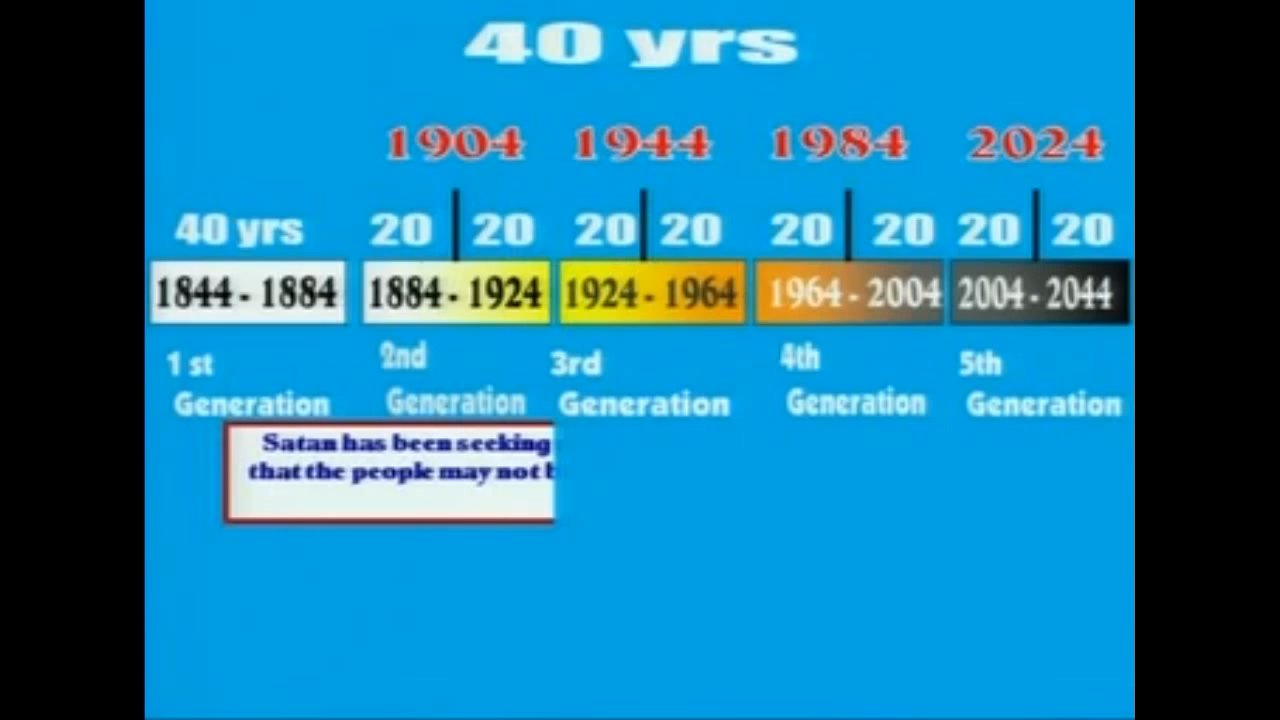 40 yrs
1904 1944 1984 2024
40 yrs 20 20 20 20 20 20 20 20
1844 - 1884 1884 - 1924 1924 - 1964 1964 - 2004 2004 - 2044
1 st 2nd 3rd 4th 5th
Generation Generation Generation Generation Generation
Satan has been seeking
that the people may not